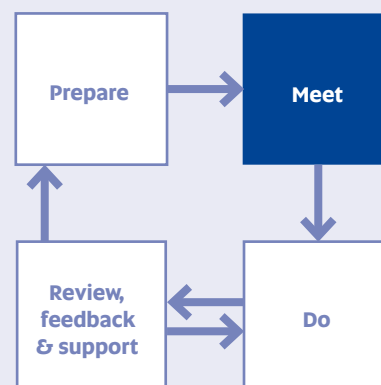 Prepare
Meet
Review,
feedback
& support
Do